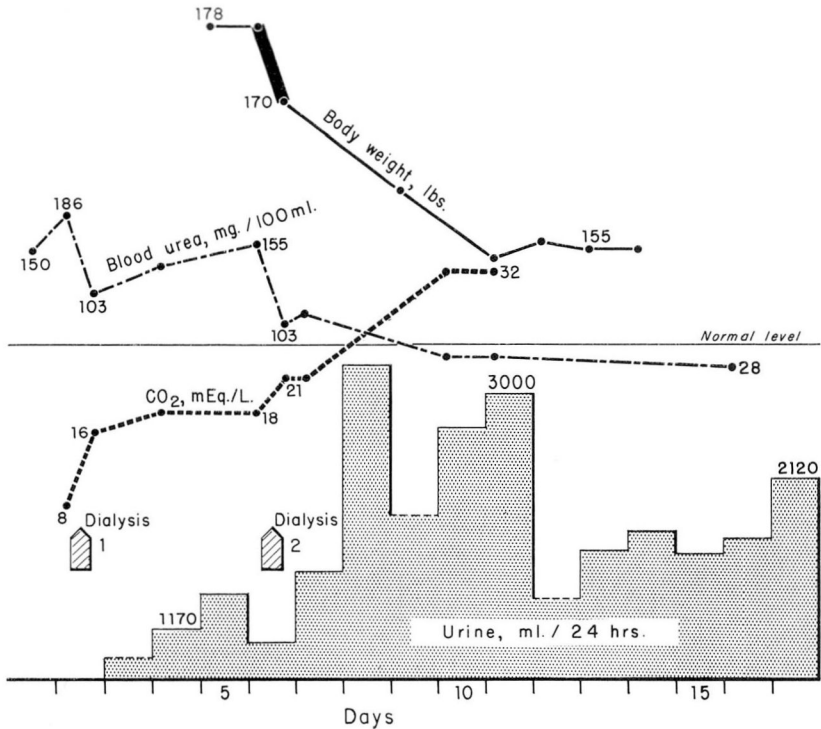 178
170
Body weight, lbs.
186
150
Blood urea, mg./100ml.
103
155
103
155
32
Normal level
28
CO2, mEq./L.
21
18
16
8
3000
2120
Dialysis
1
Dialysis
2
1170
Urine, ml./ 24 hrs.
5
10
15
Days